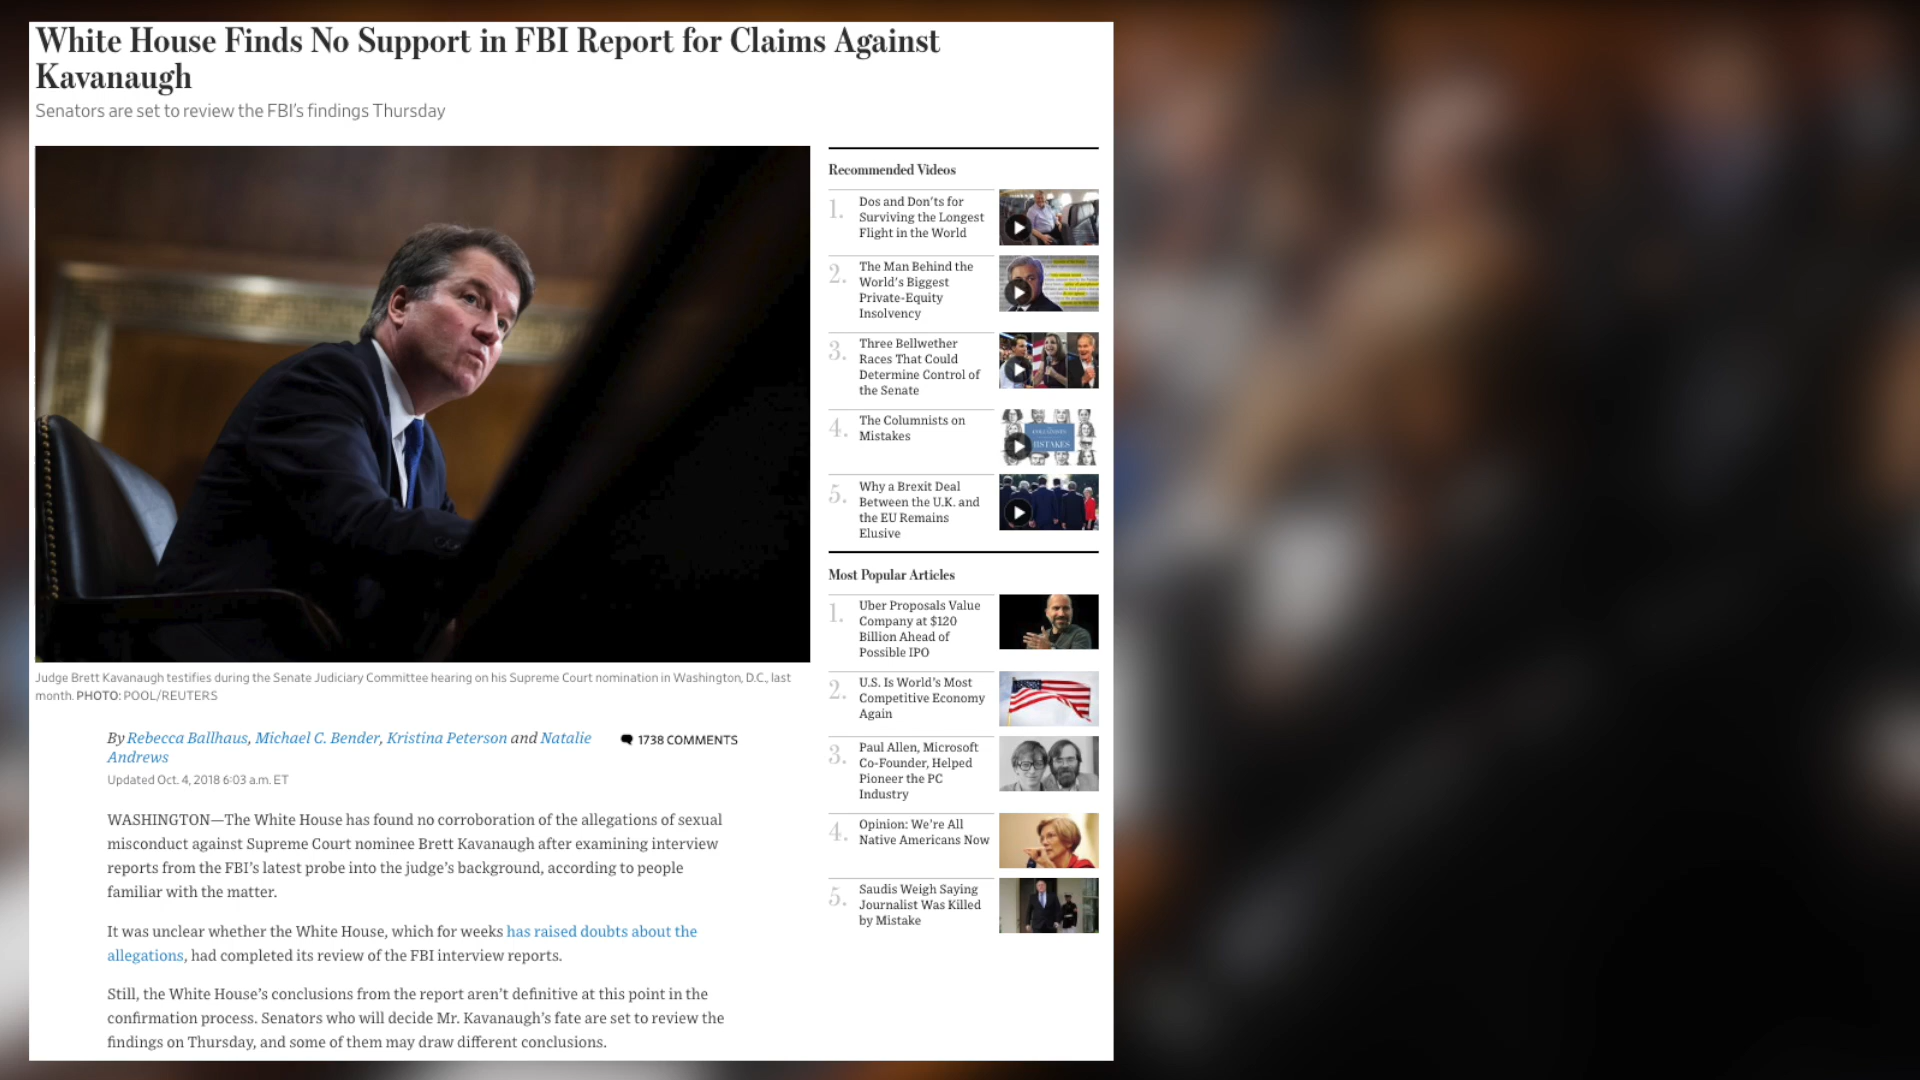 White House Finds No Support in FBI Report for Claims Against
Kavanaugh
Senators are set to review the FBI's findings Thursday
Judge Brett Kavanaugh testifies during the Senate Judiciary Committee hearing on his Supreme Court nomination in Washington, D.C., last
month. PHOTO: POOL/REUTERS
By Rebecca Ballhaus, Michael C. Bender, Kristina Peterson and Natalie
Andrews
1738 COMMENTS
Updated Oct. 4, 2018 6:03 a.m. ET
WASHINGTON—The White House has found no corroboration of the allegations of sexual
misconduct against Supreme Court nominee Brett Kavanaugh after examining interview
reports from the FBI's latest probe into the judge's background, according to people
familiar with the matter.
It was unclear whether the White House, which for weeks has raised doubts about the
allegations, had completed its review of the FBI interview reports.
Still, the White House's conclusions from the report aren't definitive at this point in the
confirmation process. Senators who will decide Mr. Kavanaugh's fate are set to review the
findings on Thursday, and some of them may draw different conclusions.
Recommended Videos
1. Dos and Don'ts for
Surviving the Longest
Flight in the World
2. The Man Behind the
World's Biggest
Private-Equity
Insolvency
3. Three Bellwether
Races That Could
Determine Control of
the Senate
4. The Columnists on
Mistakes
5. Why a Brexit Deal
Between the U.K. and
the EU Remains
Elusive
Most Popular Articles
1. Uber Proposals Value
Company at $120
Billion Ahead of
Possible IPO
2. U.S. Is World's Most
Competitive Economy
Again
3. Paul Allen, Microsoft
Co-Founder, Helped
Pioneer the PC
Industry
4. Opinion: We're All
Native Americans Now
5. Saudis Weigh Saying
Journalist Was Killed
by Mistake